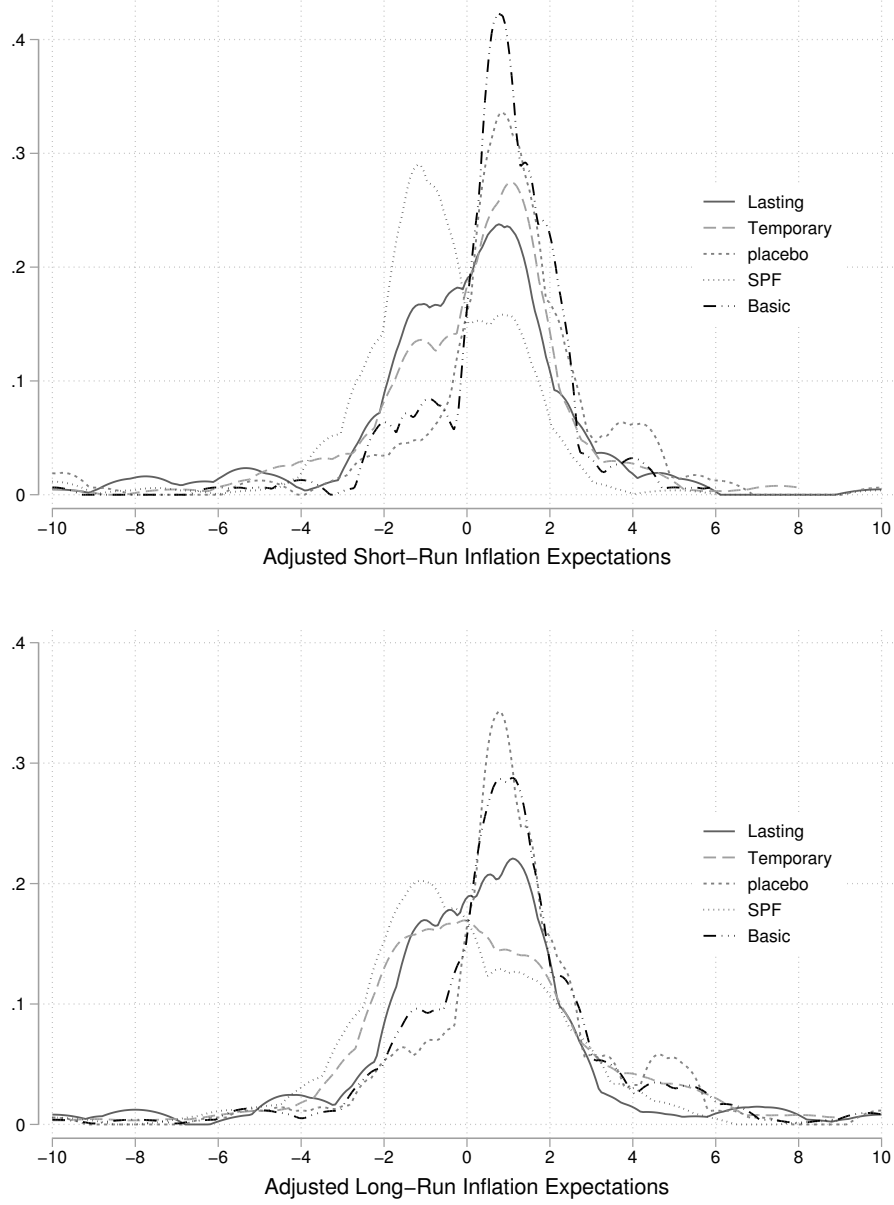 .4
.3
.2
.1
0
−10 −8 −6 −4 −2 0 2 4 6 8 10
Adjusted Short−Run Inflation Expectations
Lasting
Temporary
placebo
SPF
Basic
.4
.3
.2
.1
0
−10 −8 −6 −4 −2 0 2 4 6 8 10
Adjusted Long−Run Inflation Expectations
Lasting
Temporary
placebo
SPF
Basic